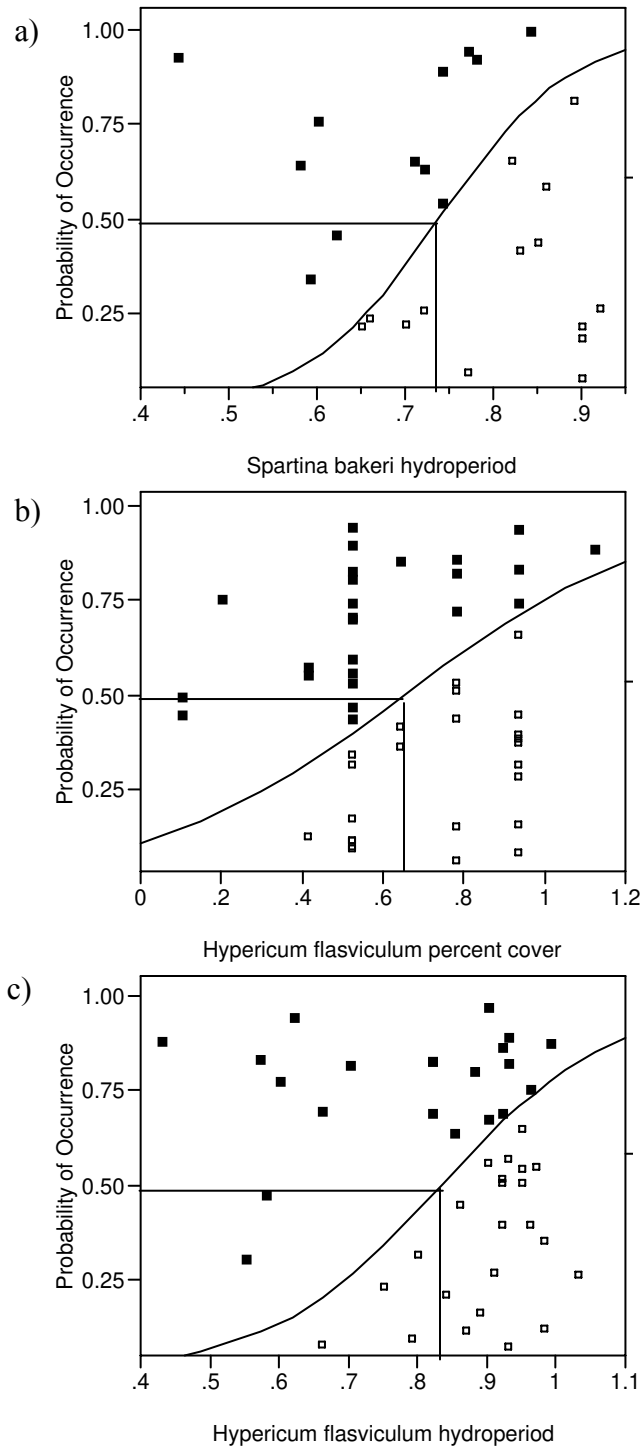 a)
Probability of Occurrence
1.00
0.75
0.50
0.25
.4 .5 .6 .7 .8 .9
Spartina bakeri hydroperiod
b)
Probability of Occurrence
1.00
0.75
0.50
0.25
0 .2 .4 .6 .8 1 1.2
Hypericum flasviculum percent cover
c)
Probability of Occurrence
1.00
0.75
0.50
0.25
.4 .5 .6 .7 .8 .9 1 1.1
Hypericum flasviculum hydroperiod